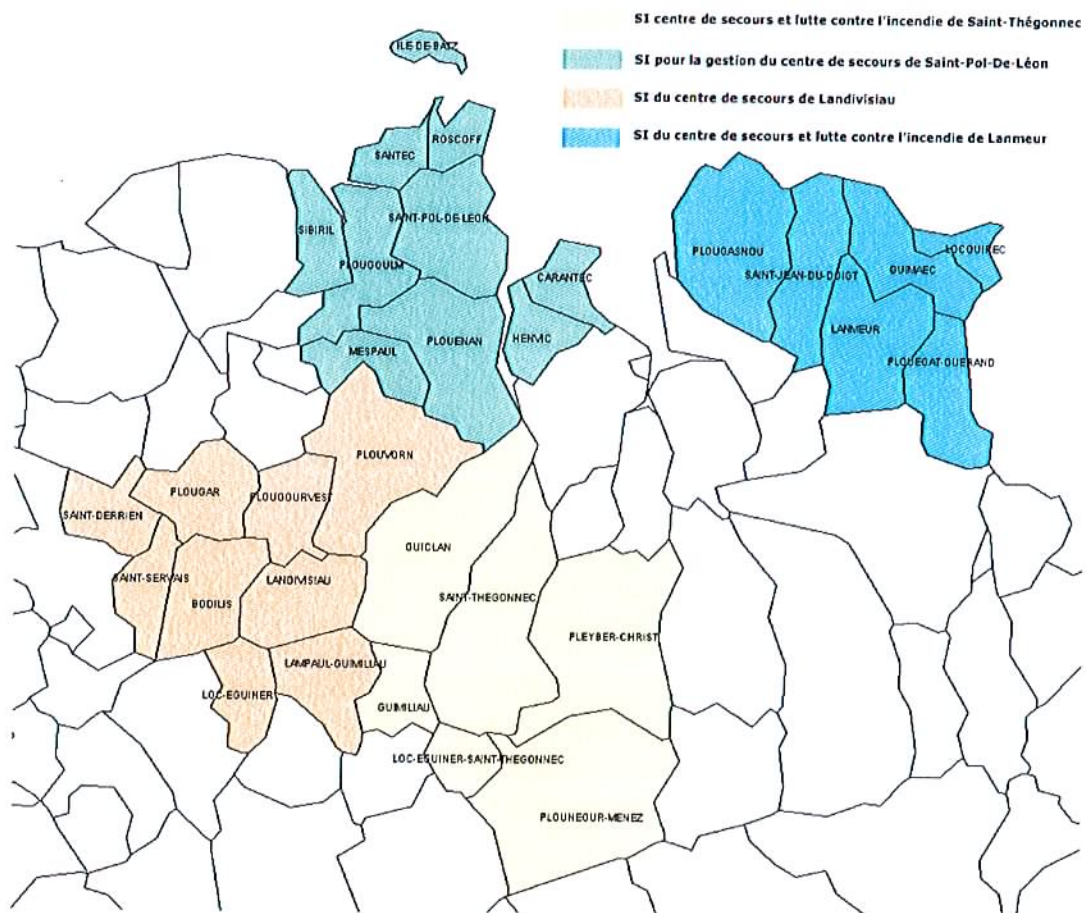 SI centre de secours et lutte contre l'incendie de Saint-Thégonnec
SI pour la gestion du centre de secours de Saint-Pol-De-Léon
SI du centre de secours de Landivisiau
SI du centre de secours et lutte contre l'incendie de Lanmeur
ILE-DE-BATZ
ROSCOFF
SANTEC
SAINT-POL-DE-LEON
SIBIRIL
PLOUGOULM
CARANTEC
HENVIC
PLOUENAN
MESPAUL
PLOUGASNOU
SAINT-JEAN-DU-DOIGT
GUIMAEC
LOCQUIREC
LANMEUR
PLOUEGAT-GUERAND
PLOUVORN
PLOUGAR
PLOUGOURVEST
SAINT-DERRIEN
SAINT-SERVAIS
BODILIS
LANDIVISIAU
LAMPAUL-GUIMILIAU
LOC-EGUINER
GUICLAN
SAINT-THEGONNEC
PLEYBER-CHRIST
GUIMILIAU
LOC-EGUINER-SAINT-THEGONNEC
PLOUNEOUR-MENEZ